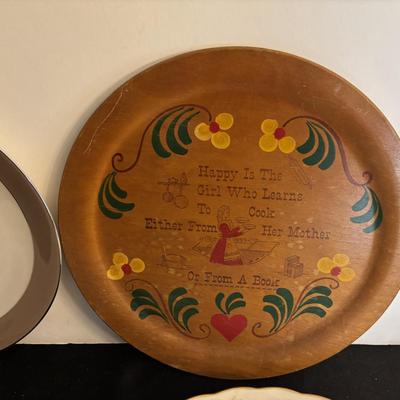 Happy Is The
Girl Who Learns
To Cook
Either From Her Mother
Or From A Book